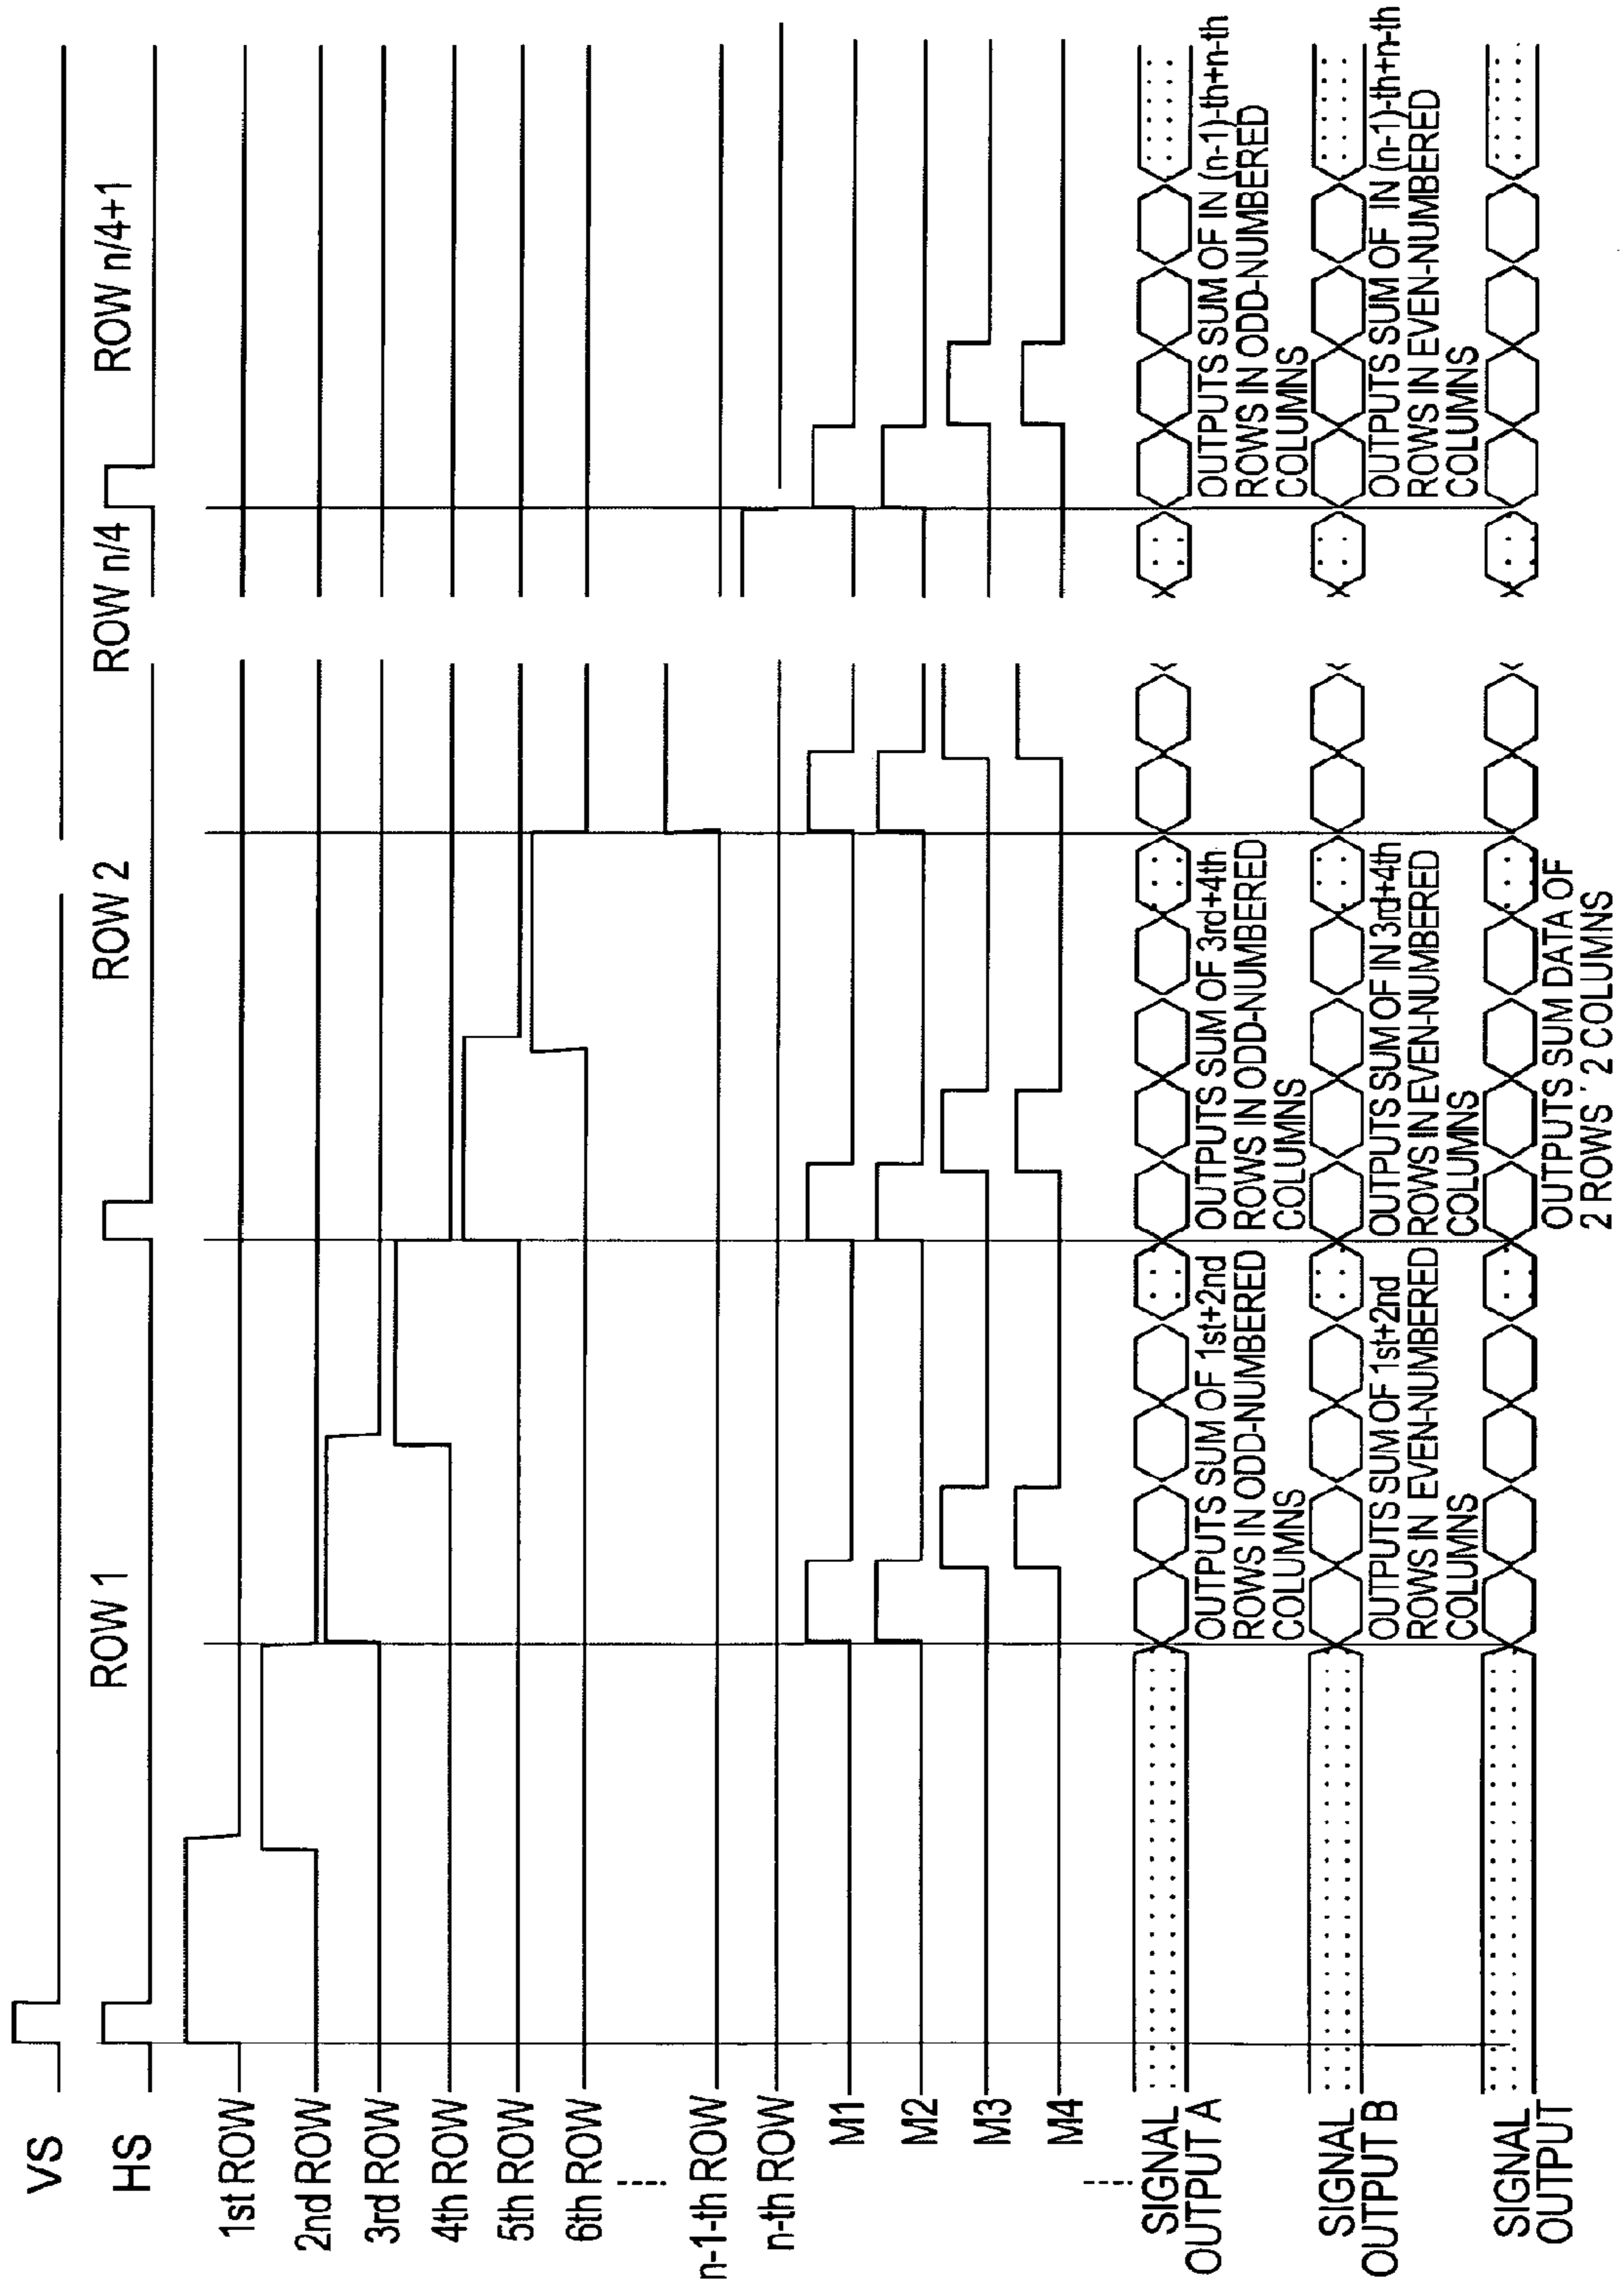 VS
HS
ROW 1
ROW 2
ROW n/4
ROW n/4+1
1st ROW
2nd ROW
3rd ROW
4th ROW
5th ROW
6th ROW
n-1-th ROW
n-th ROW
M1
M2
M3
M4
SIGNAL
OUTPUT A
OUTPUTS SUM OF 1st+2nd
ROWS IN ODD-NUMBERED
COLUMNS
OUTPUTS SUM OF 3rd+4th
ROWS IN ODD-NUMBERED
COLUMNS
OUTPUTS SUM OF IN (n-1)-th+n-th
ROWS IN ODD-NUMBERED
COLUMNS
SIGNAL
OUTPUT B
OUTPUTS SUM OF 1st+2nd
ROWS IN EVEN-NUMBERED
COLUMNS
OUTPUTS SUM OF IN 3rd+4th
ROWS IN EVEN-NUMBERED
COLUMNS
OUTPUTS SUM OF IN (n-1)-th+n-th
ROWS IN EVEN-NUMBERED
COLUMNS
SIGNAL
OUTPUT
OUTPUTS SUM DATA OF
2 ROWS ´ 2 COLUMNS